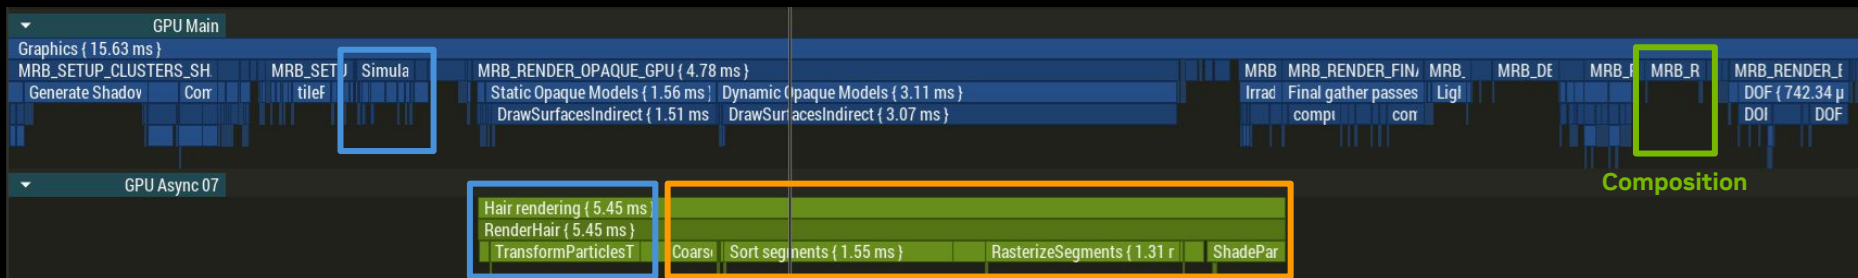 GPU Main
Graphics { 15.63 ms }
MRB_SETUP_CLUSTERS_SH MRB_SETU Simula MRB_RENDER_OPAQUE_GPU { 4.78 ms } MRB MRB_RENDER_FIN MRB_ MRB_DE MRB_F MRB_R MRB_RENDER_E
Generate Shadov Con tileF Static Opaque Models { 1.56 ms } Dynamic Opaque Models { 3.11 ms } Irrad Final gather passes Ligl DOF { 742.34 µ
DrawSurfacesIndirect { 1.51 ms DrawSurfacesIndirect { 3.07 ms } compu com DOI DOF
GPU Async 07
Composition
Hair rendering { 5.45 ms }
RenderHair { 5.45 ms }
TransformParticlesT Coars Sort segments { 1.55 ms } RasterizeSegments { 1.31 r ShadePar